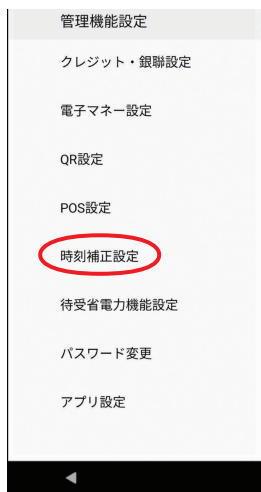 管理機能設定
クレジット・銀聯設定
電子マネー設定
QR設定
POS設定
時刻補正設定
待受省電力機能設定
パスワード変更
アプリ設定